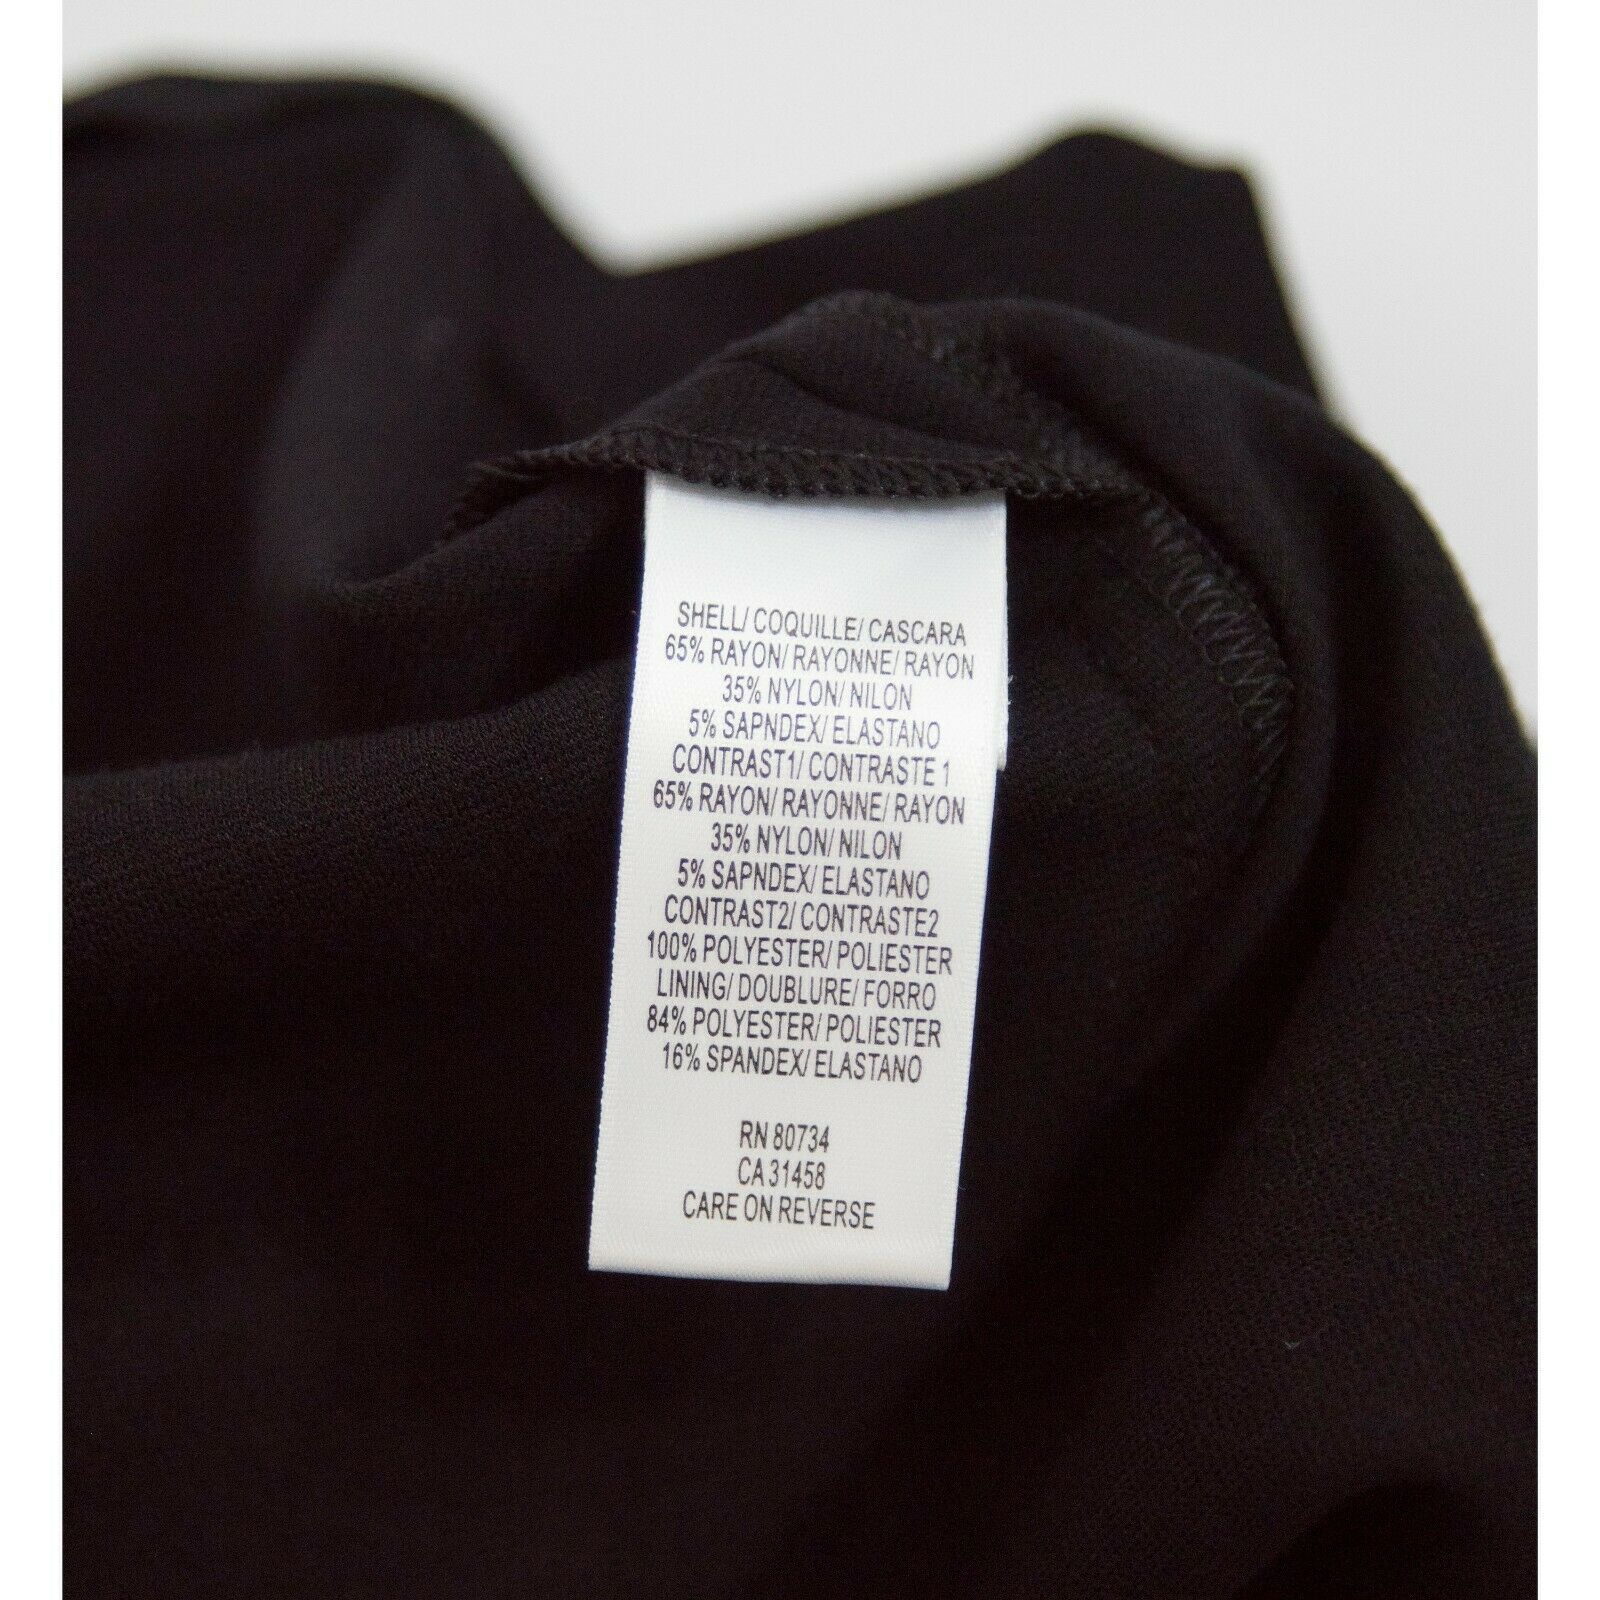 SHELL/ COQUILLE/ CASCARA
65% RAYON/ RAYONNE/ RAYON
35% NYLON/ NILON
5% SAPNDEX/ ELASTANO
CONTRAST1/ CONTRASTE 1
65% RAYON/ RAYONNE/ RAYON
35% NYLON/ NILON
5% SAPNDEX/ ELASTANO
CONTRAST2/ CONTRASTE2
100% POLYESTER/ POLIESTER
LINING/ DOUBLURE/ FORRO
84% POLYESTER/ POLIESTER
16% SPANDEX/ ELASTANO
RN 80734
CA 31458
CARE ON REVERSE